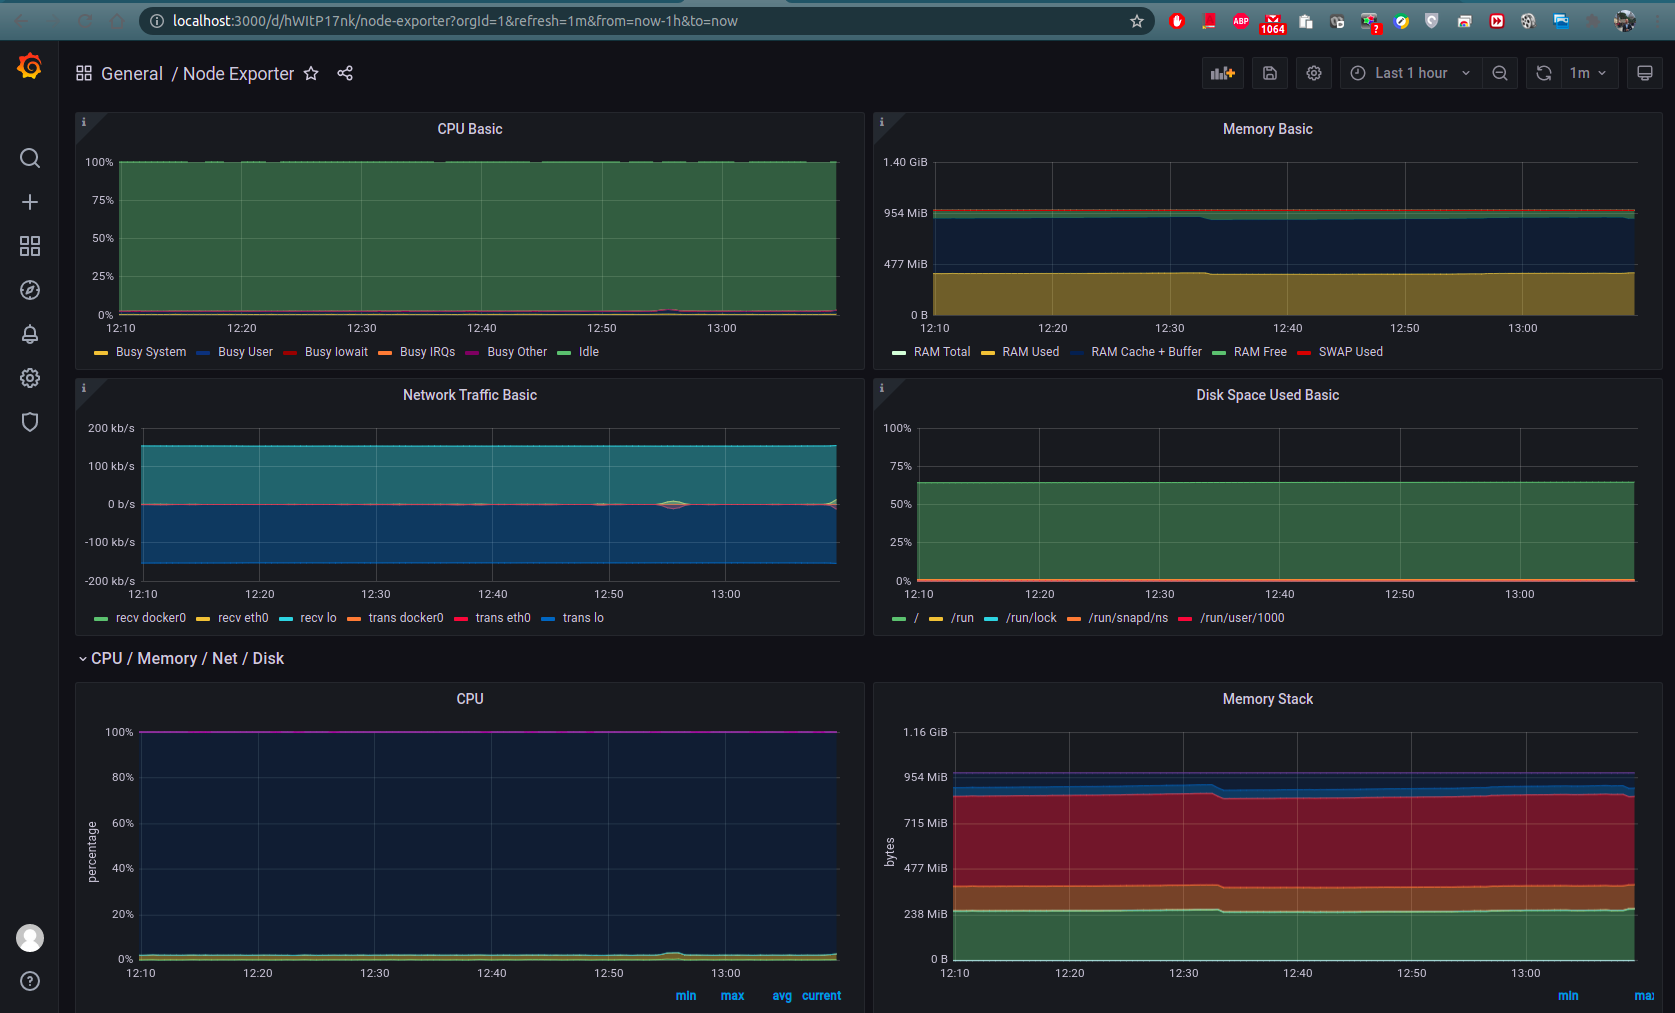 localhost:3000/d/hWItP17nk/node-exporter?orgId=1&refresh=1m&from=now-1h&to=now
ABP
1064
?
General / Node Exporter
Last 1 hour
1m
CPU Basic
100%
75%
50%
25%
0%
12:10 12:20 12:30 12:40 12:50 13:00
Busy System Busy User Busy Iowait Busy IRQs Busy Other Idle
Memory Basic
1.40 GiB
954 MiB
477 MiB
0 B
12:10 12:20 12:30 12:40 12:50 13:00
RAM Total RAM Used RAM Cache + Buffer RAM Free SWAP Used
Network Traffic Basic
200 kb/s
100 kb/s
0 b/s
-100 kb/s
-200 kb/s
12:10 12:20 12:30 12:40 12:50 13:00
recv docker0 recv eth0 recv lo trans docker0 trans eth0 trans lo
Disk Space Used Basic
100%
75%
50%
25%
0%
12:10 12:20 12:30 12:40 12:50 13:00
/ /run /run/lock /run/snapd/ns /run/user/1000
CPU / Memory / Net / Disk
CPU
percentage
100%
80%
60%
40%
20%
0%
12:10 12:20 12:30 12:40 12:50 13:00
min max avg current
Memory Stack
bytes
1.16 GiB
954 MiB
715 MiB
477 MiB
238 MiB
0 B
12:10 12:20 12:30 12:40 12:50 13:00
min max